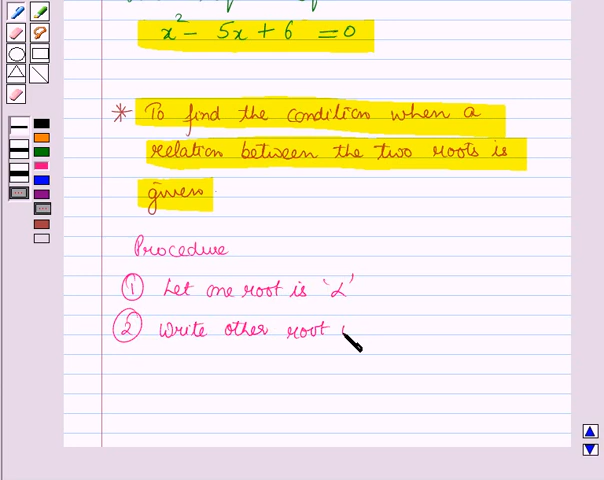 x² - 5x + 6 = 0
* To find the condition when a
relation between the two roots is
given.
Procedure
① Let one root is 'α'
② Write other root